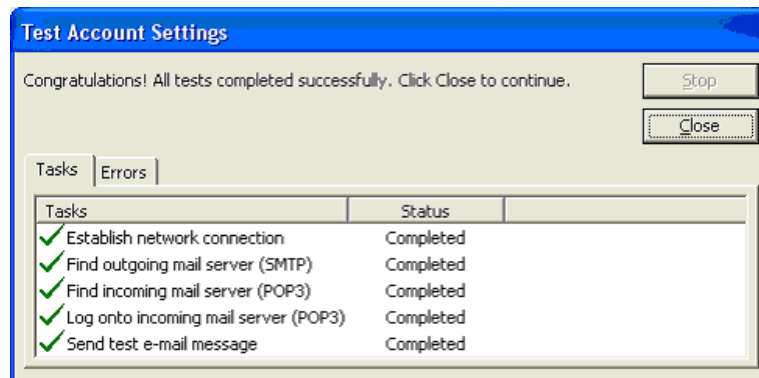 Test Account Settings
Congratulations! All tests completed successfully. Click Close to continue.
Stop
Close
Tasks Errors
Tasks Status
Establish network connection Completed
Find outgoing mail server (SMTP) Completed
Find incoming mail server (POP3) Completed
Log onto incoming mail server (POP3) Completed
Send test e-mail message Completed